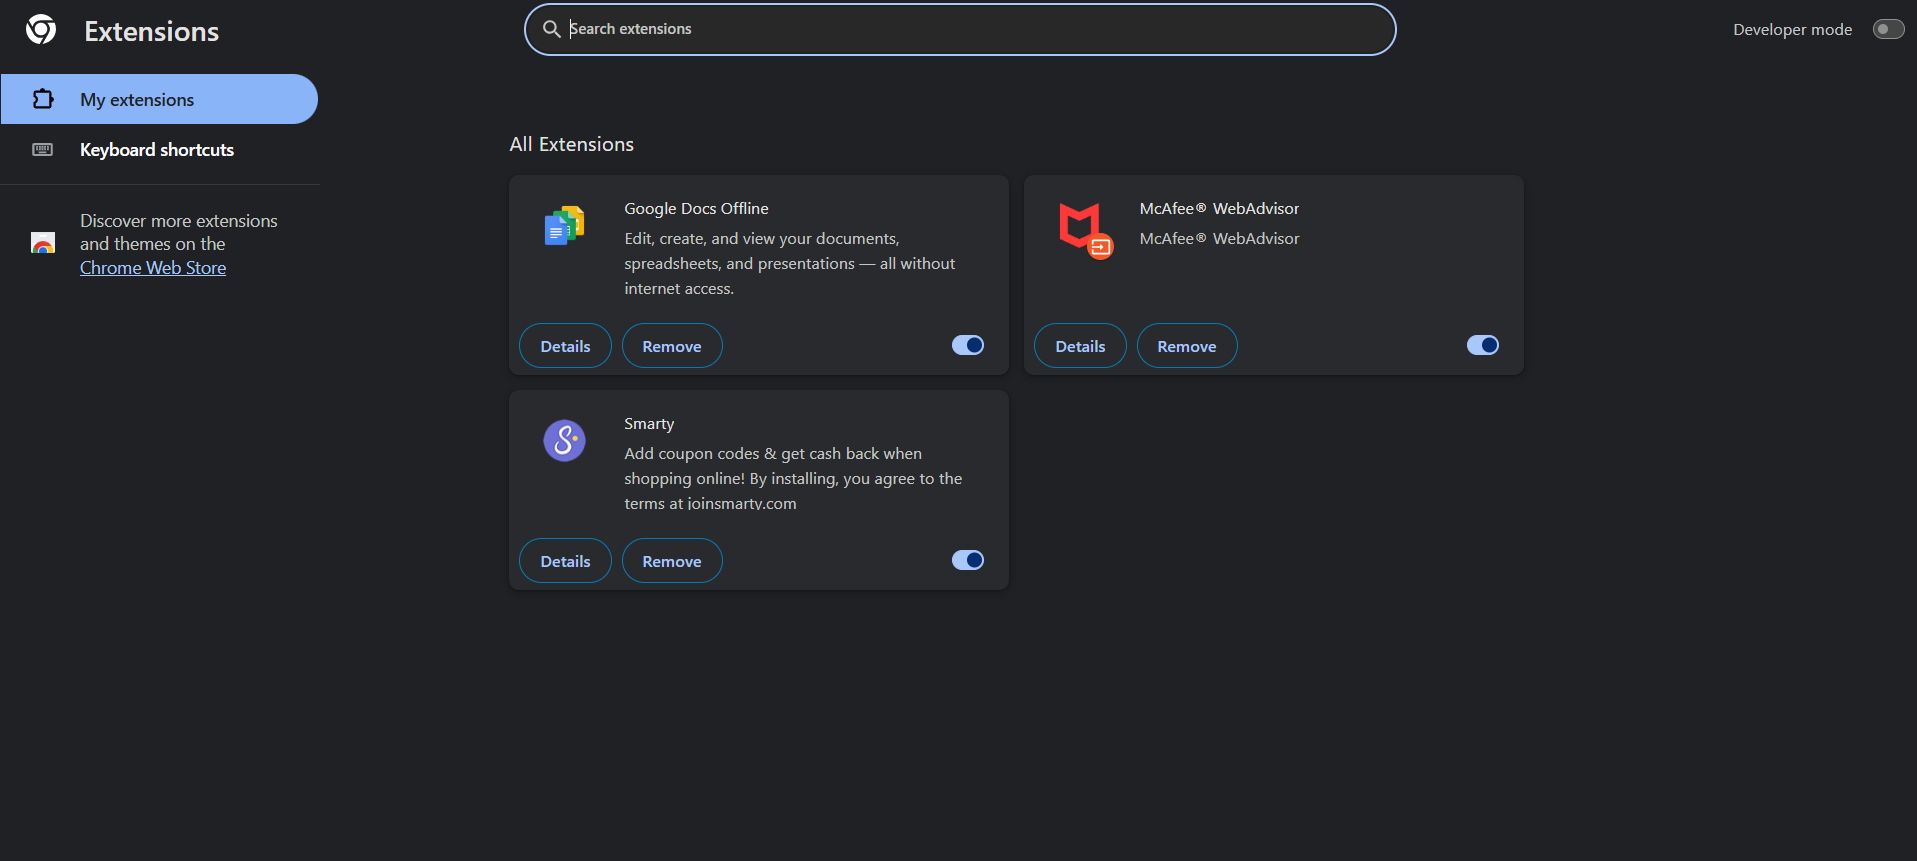 Extensions
Search extensions
Developer mode
My extensions
Keyboard shortcuts
Discover more extensions
and themes on the
Chrome Web Store
All Extensions
Google Docs Offline
Edit, create, and view your documents,
spreadsheets, and presentations — all without
internet access.
Details
Remove
McAfee® WebAdvisor
McAfee® WebAdvisor
Details
Remove
Smarty
Add coupon codes & get cash back when
shopping online! By installing, you agree to the
terms at joinsmarty.com
Details
Remove